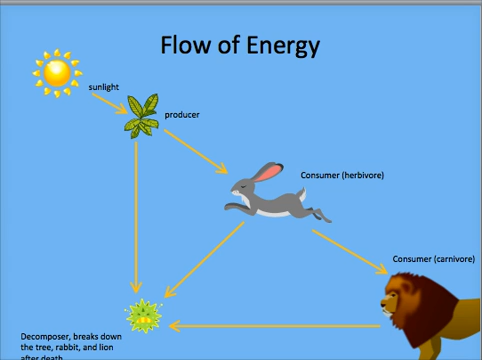 Flow of Energy
sunlight
producer
Consumer (herbivore)
Consumer (carnivore)
Decomposer, breaks down
the tree, rabbit, and lion
after death